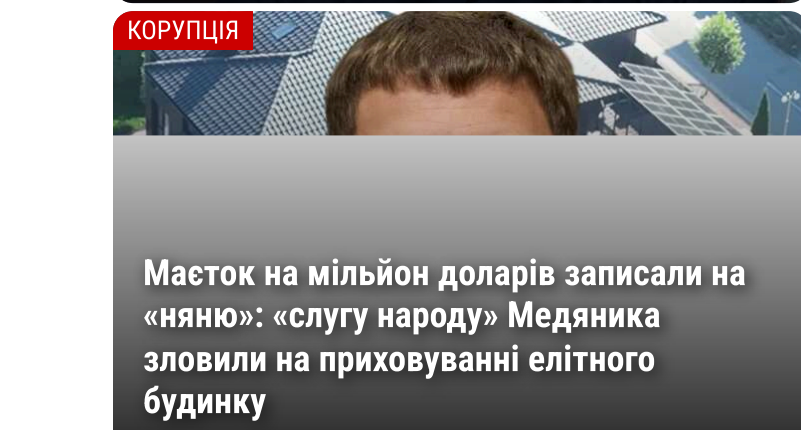 КОРУПЦІЯ
Маєток на мільйон доларів записали на
«няню»: «слугу народу» Медяника
зловили на приховуванні елітного
будинку